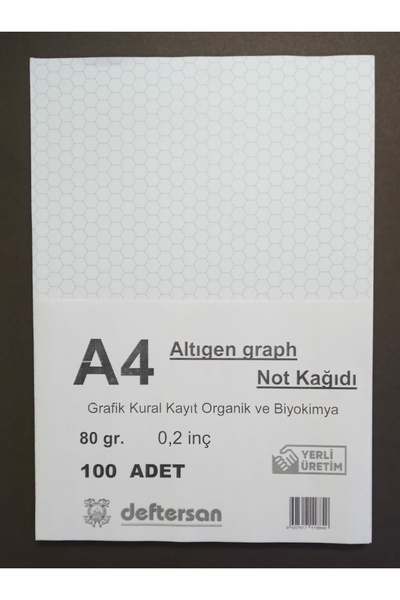 A4
Altıgen graph
Not Kağıdı
Grafik Kural Kayıt Organik ve Biyokimya
80 gr. 0,2 inç
100 ADET
YERLİ
ÜRETİM
deftersan